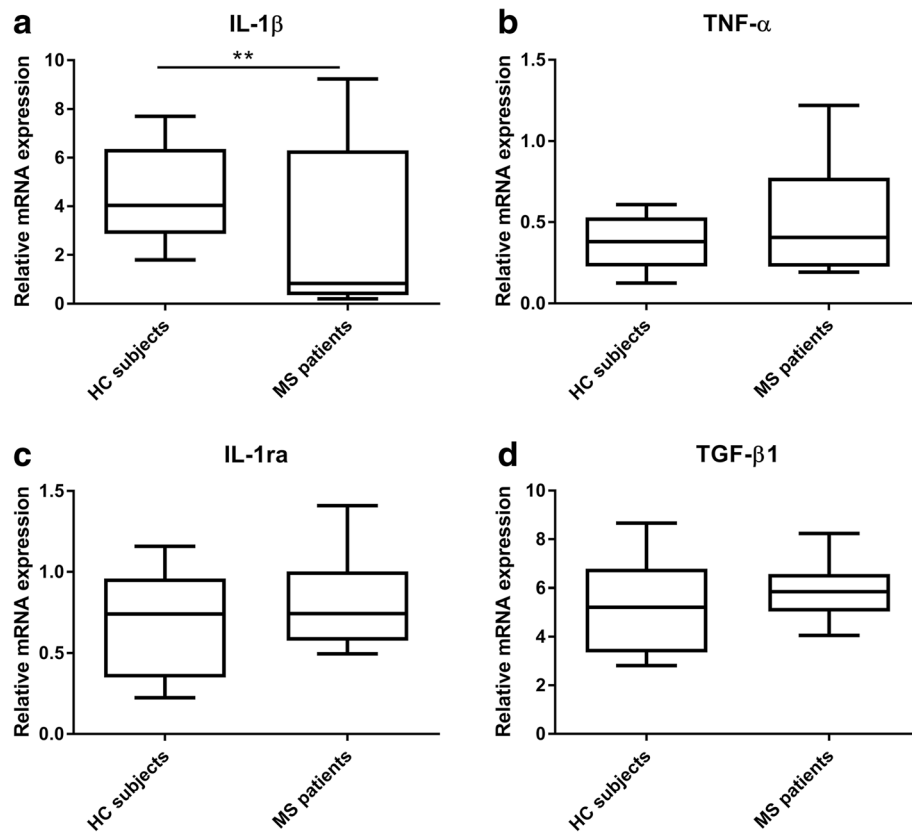 a
IL-1β
**
Relative mRNA expression
10
8
6
4
2
0
HC subjects
MS patients
b
TNF-α
Relative mRNA expression
1.5
1.0
0.5
0.0
HC subjects
MS patients
c
IL-1ra
Relative mRNA expression
1.5
1.0
0.5
0.0
HC subjects
MS patients
d
TGF-β1
Relative mRNA expression
10
8
6
4
2
0
HC subjects
MS patients